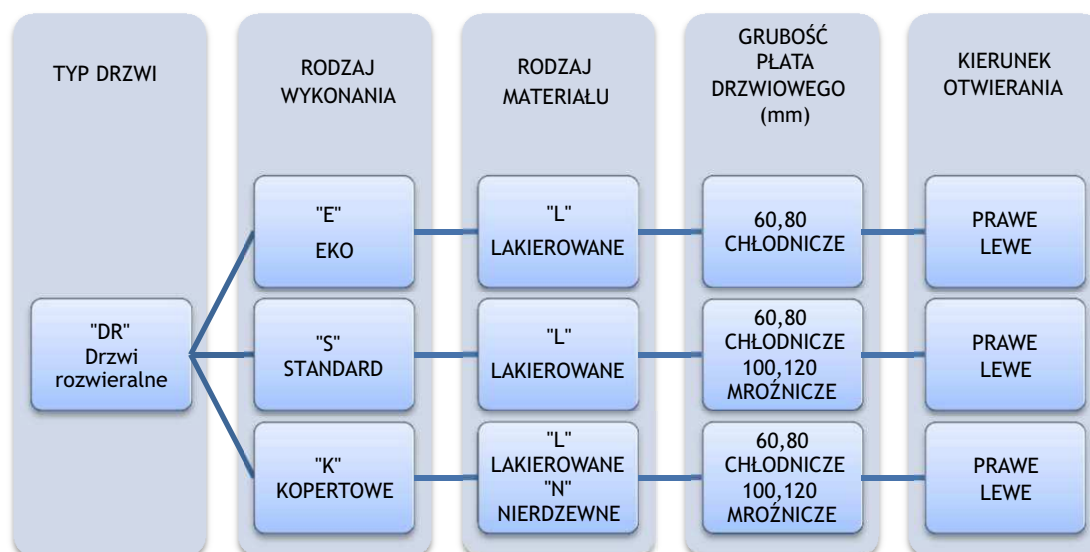 TYP DRZWI
RODZAJ
WYKONANIA
RODZAJ
MATERIAŁU
GRUBOŚĆ
PŁATA
DRZWIOWEGO
(mm)
KIERUNEK
OTWIERANIA
"DR"
Drzwi
rozwieralne
"E"
EKO
"L"
LAKIEROWANE
60,80
CHŁODNICZE
PRAWE
LEWE
"S"
STANDARD
"L"
LAKIEROWANE
60,80
CHŁODNICZE
100,120
MROŹNICZE
PRAWE
LEWE
"K"
KOPERTOWE
"L"
LAKIEROWANE
"N"
NIERDZEWNE
60,80
CHŁODNICZE
100,120
MROŹNICZE
PRAWE
LEWE